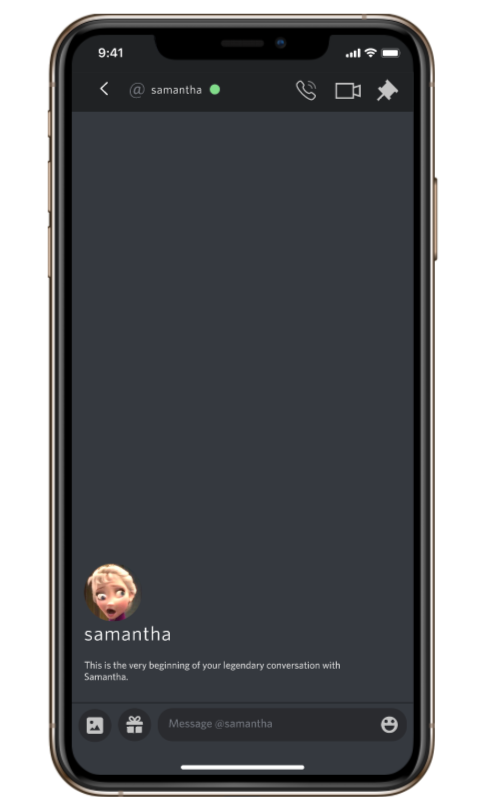 9:41
@ samantha
samantha
This is the very beginning of your legendary conversation with
Samantha.
Message @samantha